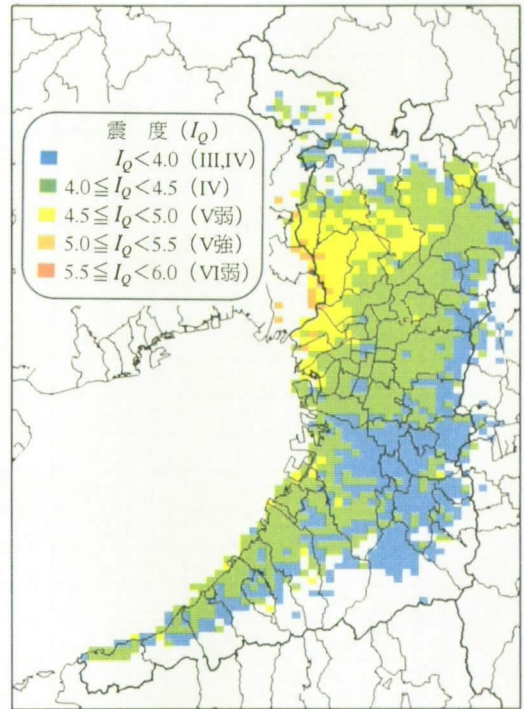 震 度 (I_Q)
I_Q<4.0 (III,IV)
4.0≦I_Q<4.5 (IV)
4.5≦I_Q<5.0 (V弱)
5.0≦I_Q<5.5 (V強)
5.5≦I_Q<6.0 (VI弱)